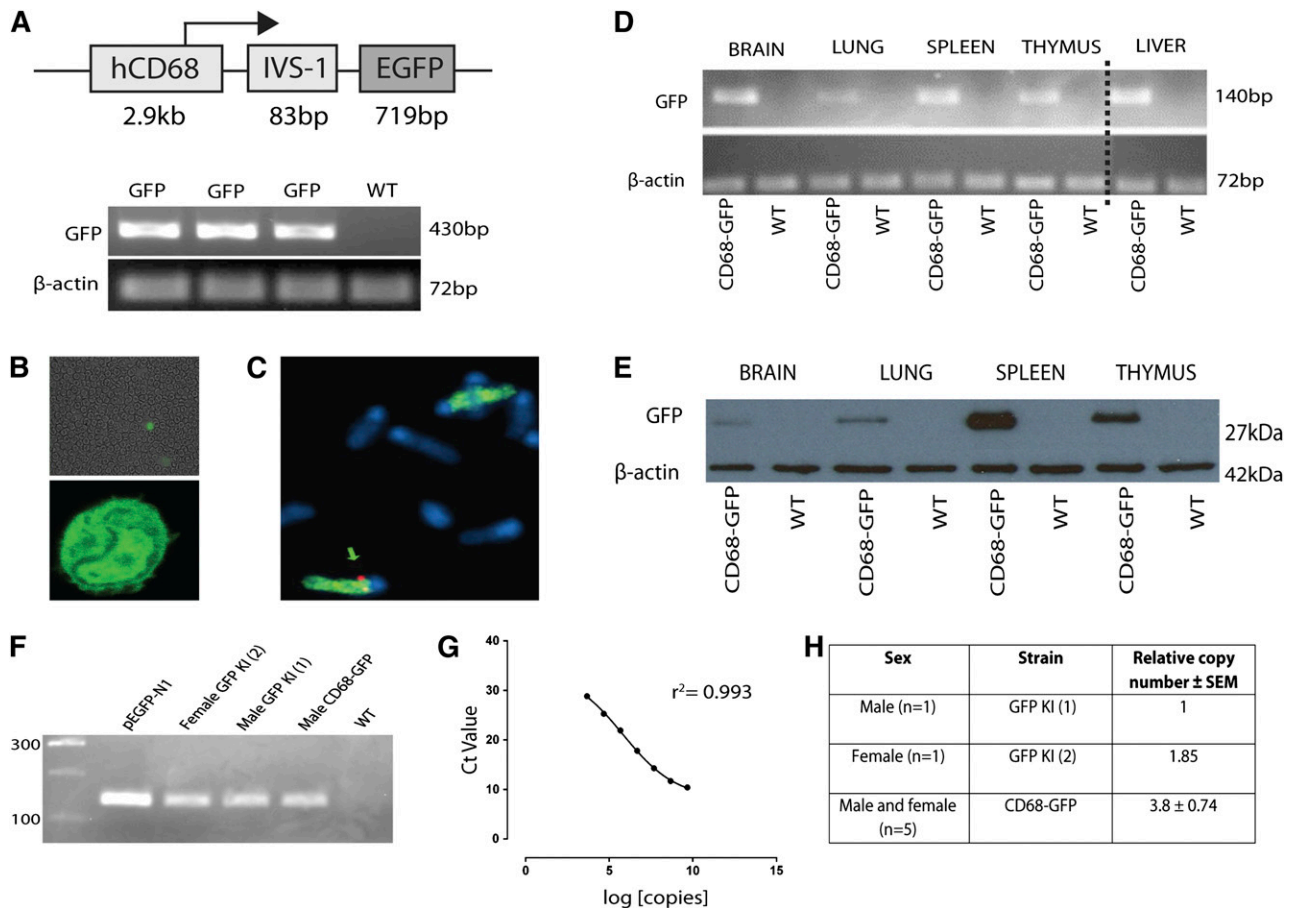 A
hCD68 IVS-1 EGFP
2.9kb 83bp 719bp
GFP GFP GFP WT
GFP 430bp
β-actin 72bp
B
C
D
BRAIN LUNG SPLEEN THYMUS LIVER
GFP 140bp
β-actin 72bp
CD68-GFP WT CD68-GFP WT CD68-GFP WT CD68-GFP WT CD68-GFP WT
E
BRAIN LUNG SPLEEN THYMUS
GFP 27kDa
β-actin 42kDa
CD68-GFP WT CD68-GFP WT CD68-GFP WT CD68-GFP WT
F
pEGFP-N1 Female GFP KI (2) Male GFP KI (1) Male CD68-GFP WT
300
100
G
40
30
20
10
0
Ct Value
r²= 0.993
0 5 10 15
log [copies]
H
Sex Strain Relative copy
number ± SEM
Male (n=1) GFP KI (1) 1
Female (n=1) GFP KI (2) 1.85
Male and female CD68-GFP 3.8 ± 0.74
(n=5)